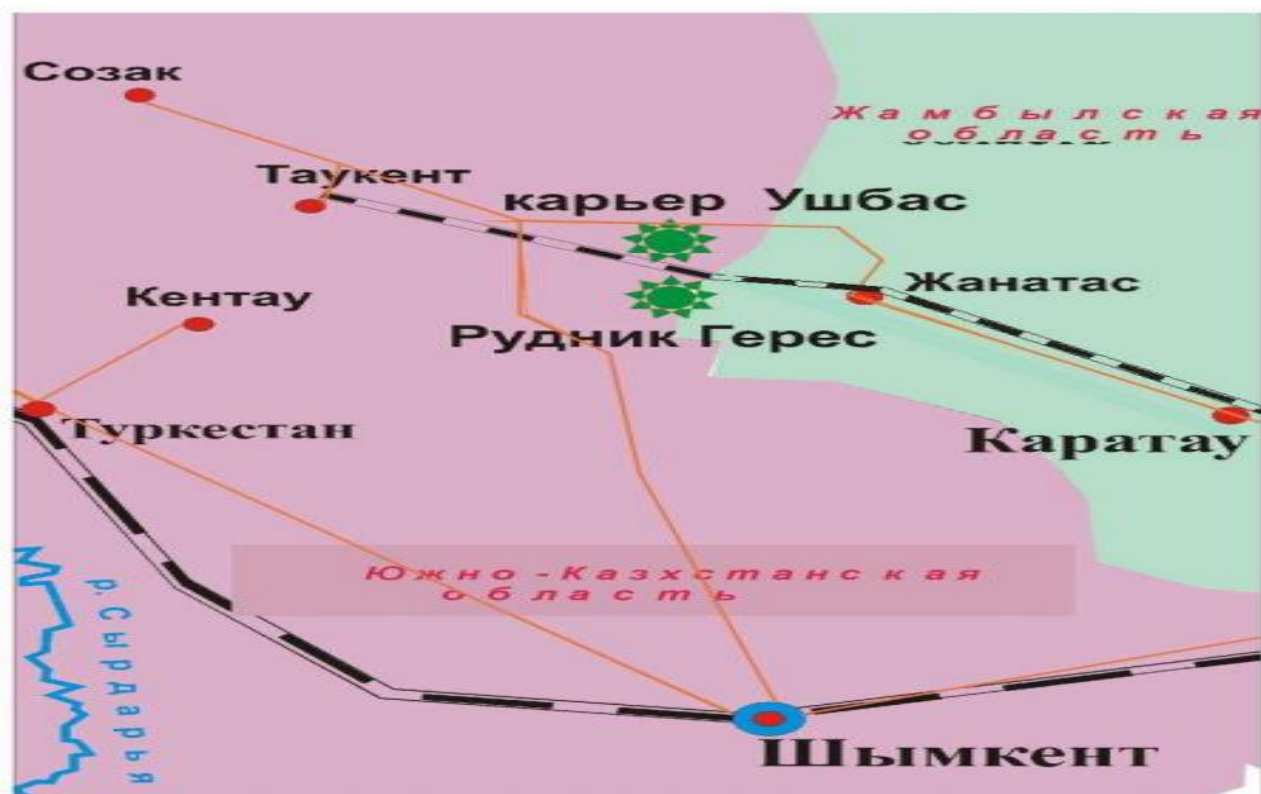 Созак
Жамбылская
область
Таукент
карьер Ушбас
Жанатас
Кентау
Рудник Герес
Туркестан
Каратау
Южно-Казхстанская
область
р. Сырдарья
Шымкент